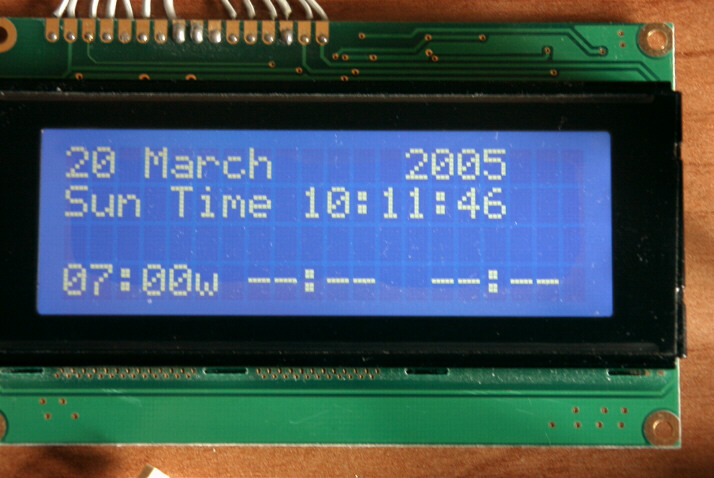 20 March 2005
Sun Time 10:11:46
07:00w --:-- --:--